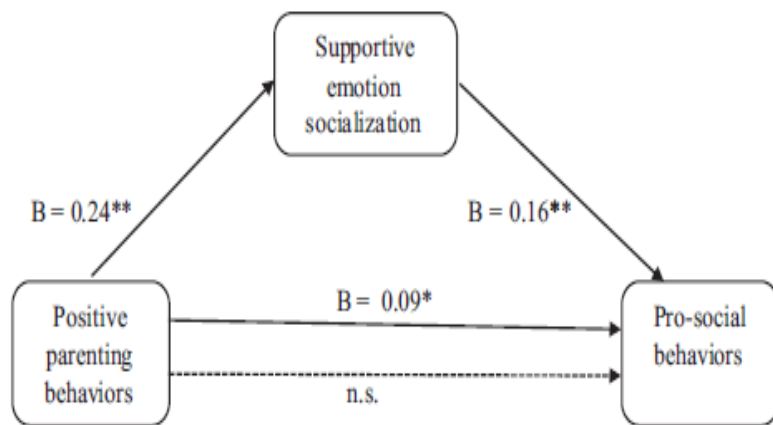 Supportive
emotion
socialization
B = 0.24**
B = 0.16**
Positive
parenting
behaviors
B = 0.09*
n.s.
Pro-social
behaviors